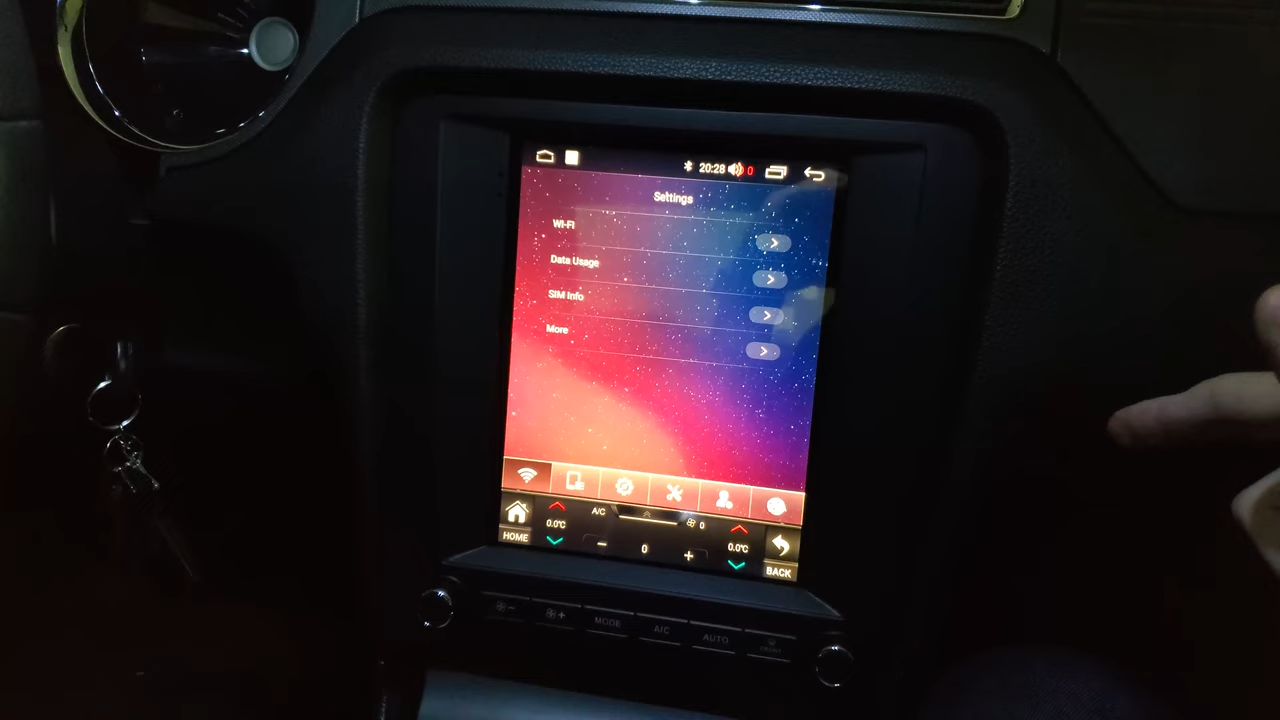 20:28 0
Settings
Wi-Fi
Data Usage
SIM Info
More
A/C 0
0.0℃ 0.0℃
− 0 +
HOME BACK
− + MODE A/C AUTO FRONT